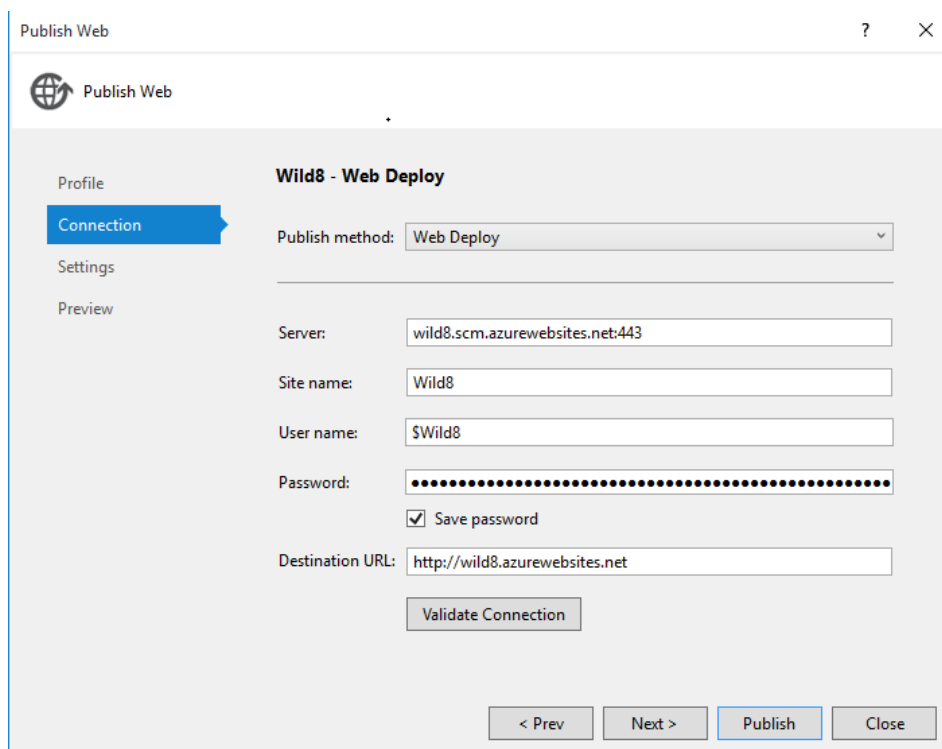 Publish Web
?
Publish Web
Profile
Connection
Settings
Preview
Wild8 - Web Deploy
Publish method: Web Deploy
Server: wild8.scm.azurewebsites.net:443
Site name: Wild8
User name: $Wild8
Password: ●●●●●●●●●●●●●●●●●●●●●●●●●●●●●●●●●●●●●●●●●●●●●●●●●●●
Save password
Destination URL: http://wild8.azurewebsites.net
Validate Connection
< Prev Next > Publish Close